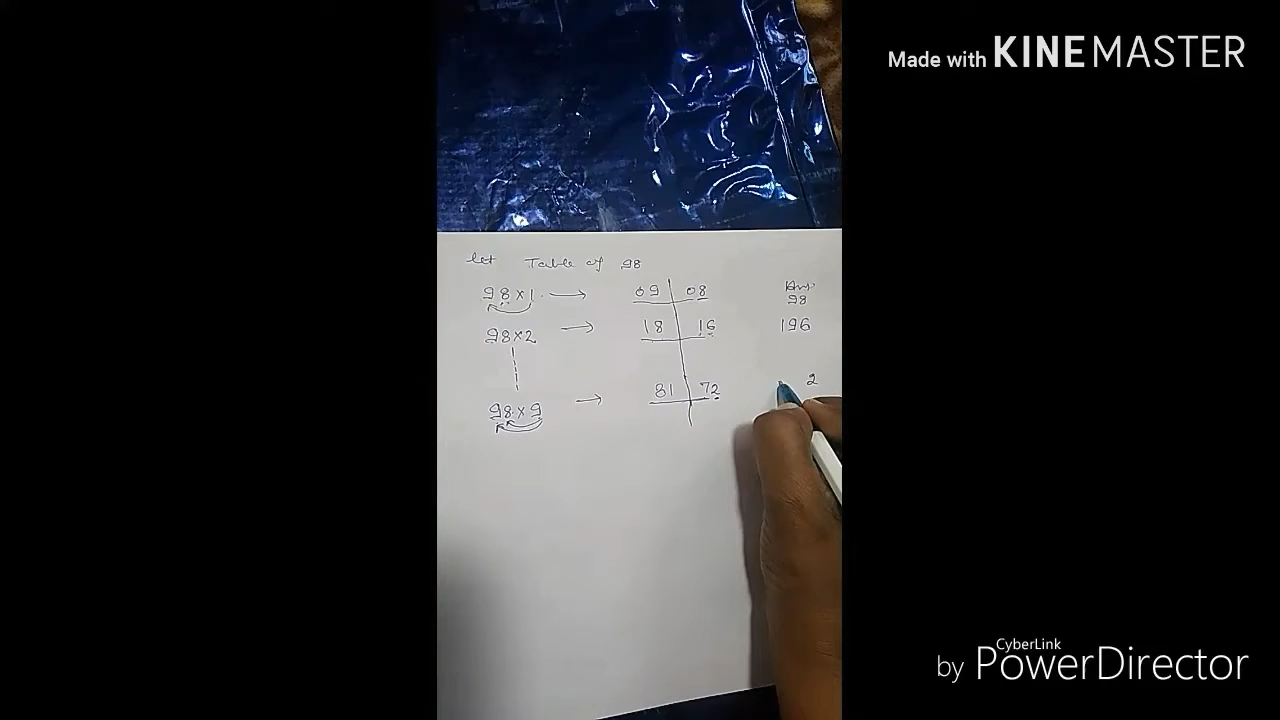 Made with KINEMASTER
let Table of 98
98×1 → 09 08 Ans
98
98×2 → 18 16 196
98×9 → 81 72 2
CyberLink
by PowerDirector